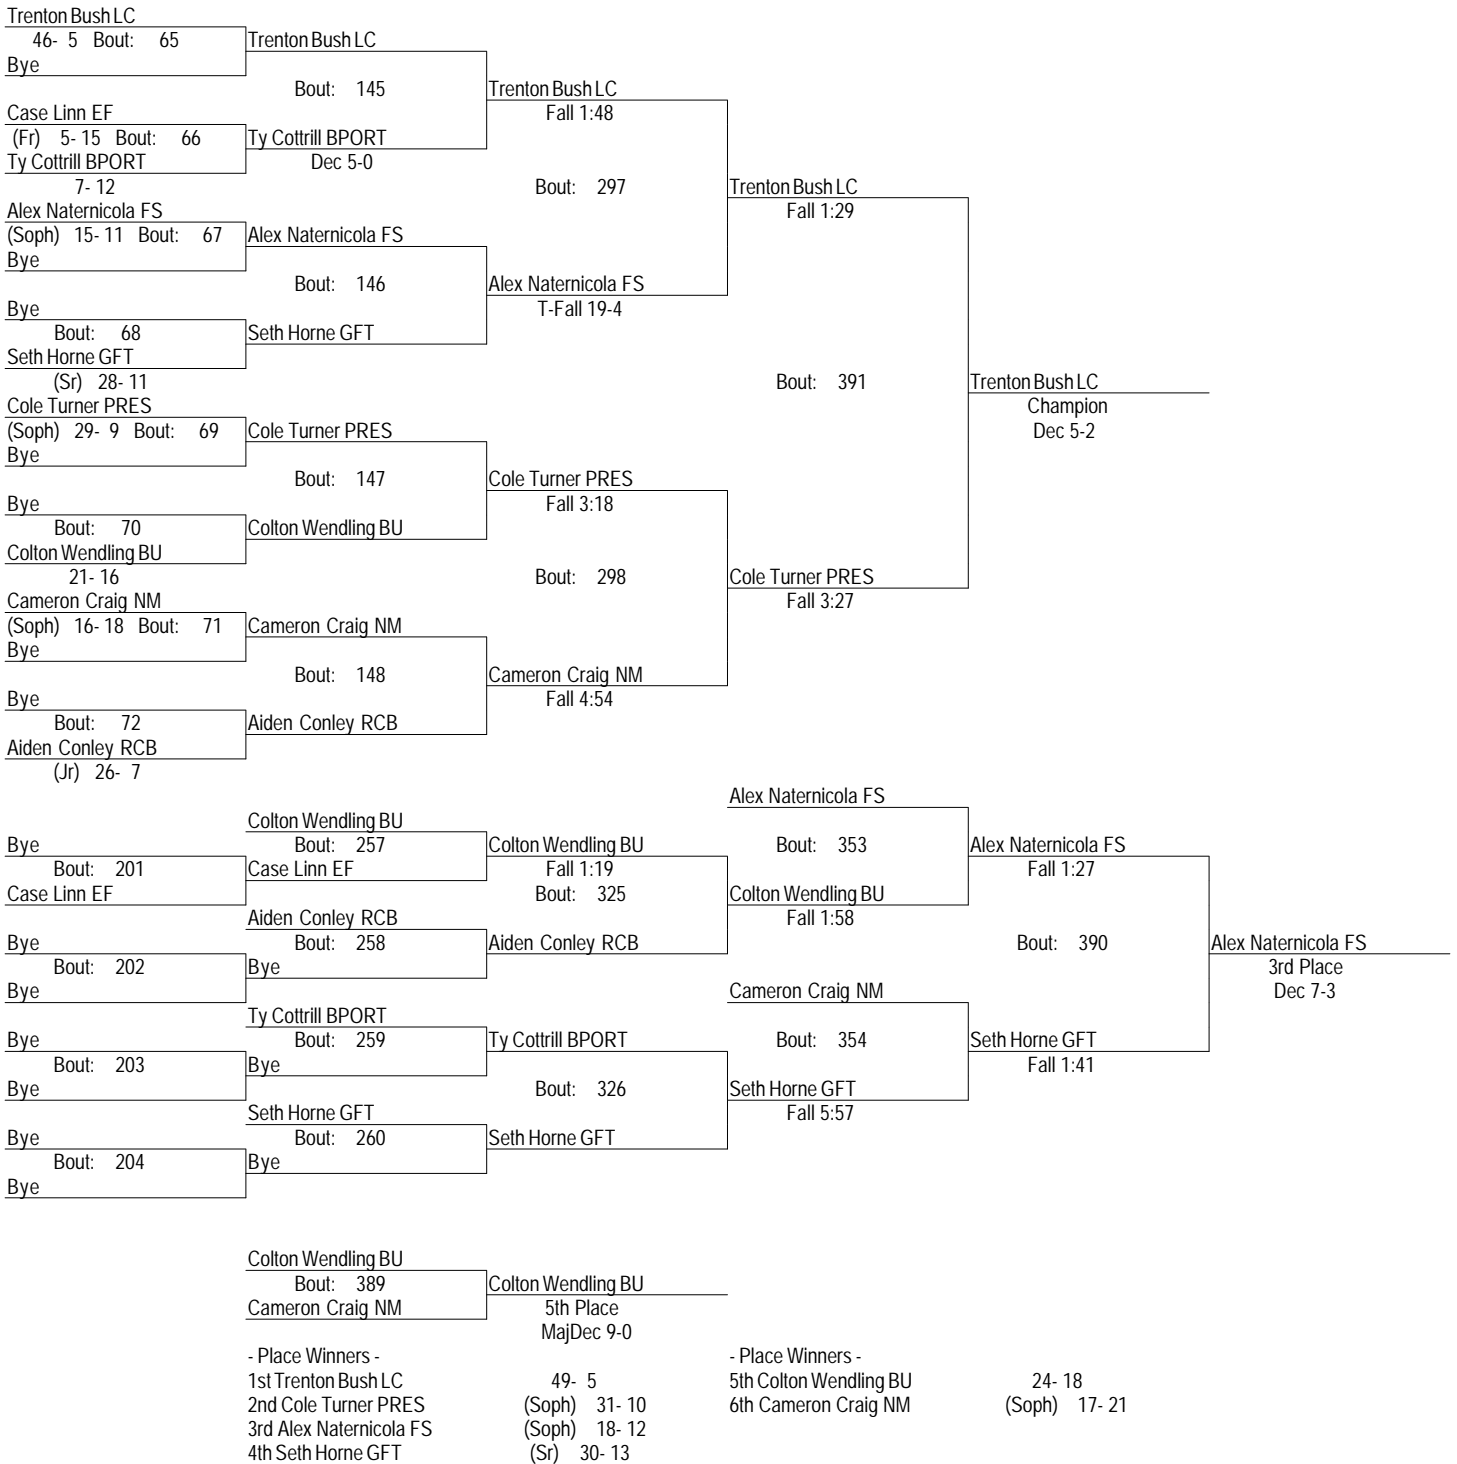 Trenton Bush LC
46- 5 Bout: 65 Trenton Bush LC
Bye
Bout: 145 Trenton Bush LC
Case Linn EF Fall 1:48
(Fr) 5- 15 Bout: 66 Ty Cottrill BPORT
Ty Cottrill BPORT Dec 5-0
7- 12 Bout: 297 Trenton Bush LC
Alex Naternicola FS Fall 1:29
(Soph) 15- 11 Bout: 67 Alex Naternicola FS
Bye
Bout: 146 Alex Naternicola FS
Bye T-Fall 19-4
Bout: 68 Seth Horne GFT
Seth Horne GFT
(Sr) 28- 11 Bout: 391 Trenton Bush LC
Cole Turner PRES Champion
(Soph) 29- 9 Bout: 69 Cole Turner PRES Dec 5-2
Bye
Bout: 147 Cole Turner PRES
Bye Fall 3:18
Bout: 70 Colton Wendling BU
Colton Wendling BU
21- 16 Bout: 298 Cole Turner PRES
Cameron Craig NM Fall 3:27
(Soph) 16- 18 Bout: 71 Cameron Craig NM
Bye
Bout: 148 Cameron Craig NM
Bye Fall 4:54
Bout: 72 Aiden Conley RCB
Aiden Conley RCB
(Jr) 26- 7
Alex Naternicola FS
Colton Wendling BU
Bye Bout: 257 Colton Wendling BU Bout: 353 Alex Naternicola FS
Bout: 201 Case Linn EF Fall 1:19 Fall 1:27
Case Linn EF Bout: 325 Colton Wendling BU
Aiden Conley RCB Fall 1:58
Bye Bout: 258 Aiden Conley RCB Bout: 390 Alex Naternicola FS
Bout: 202 Bye 3rd Place
Bye Cameron Craig NM Dec 7-3
Ty Cottrill BPORT
Bye Bout: 259 Ty Cottrill BPORT Bout: 354 Seth Horne GFT
Bout: 203 Bye Fall 1:41
Bye Bout: 326 Seth Horne GFT
Seth Horne GFT Fall 5:57
Bye Bout: 260 Seth Horne GFT
Bout: 204 Bye
Bye
Colton Wendling BU
Bout: 389 Colton Wendling BU
Cameron Craig NM 5th Place
MajDec 9-0
- Place Winners - - Place Winners -
1st Trenton Bush LC 49- 5 5th Colton Wendling BU 24- 18
2nd Cole Turner PRES (Soph) 31- 10 6th Cameron Craig NM (Soph) 17- 21
3rd Alex Naternicola FS (Soph) 18- 12
4th Seth Horne GFT (Sr) 30- 13